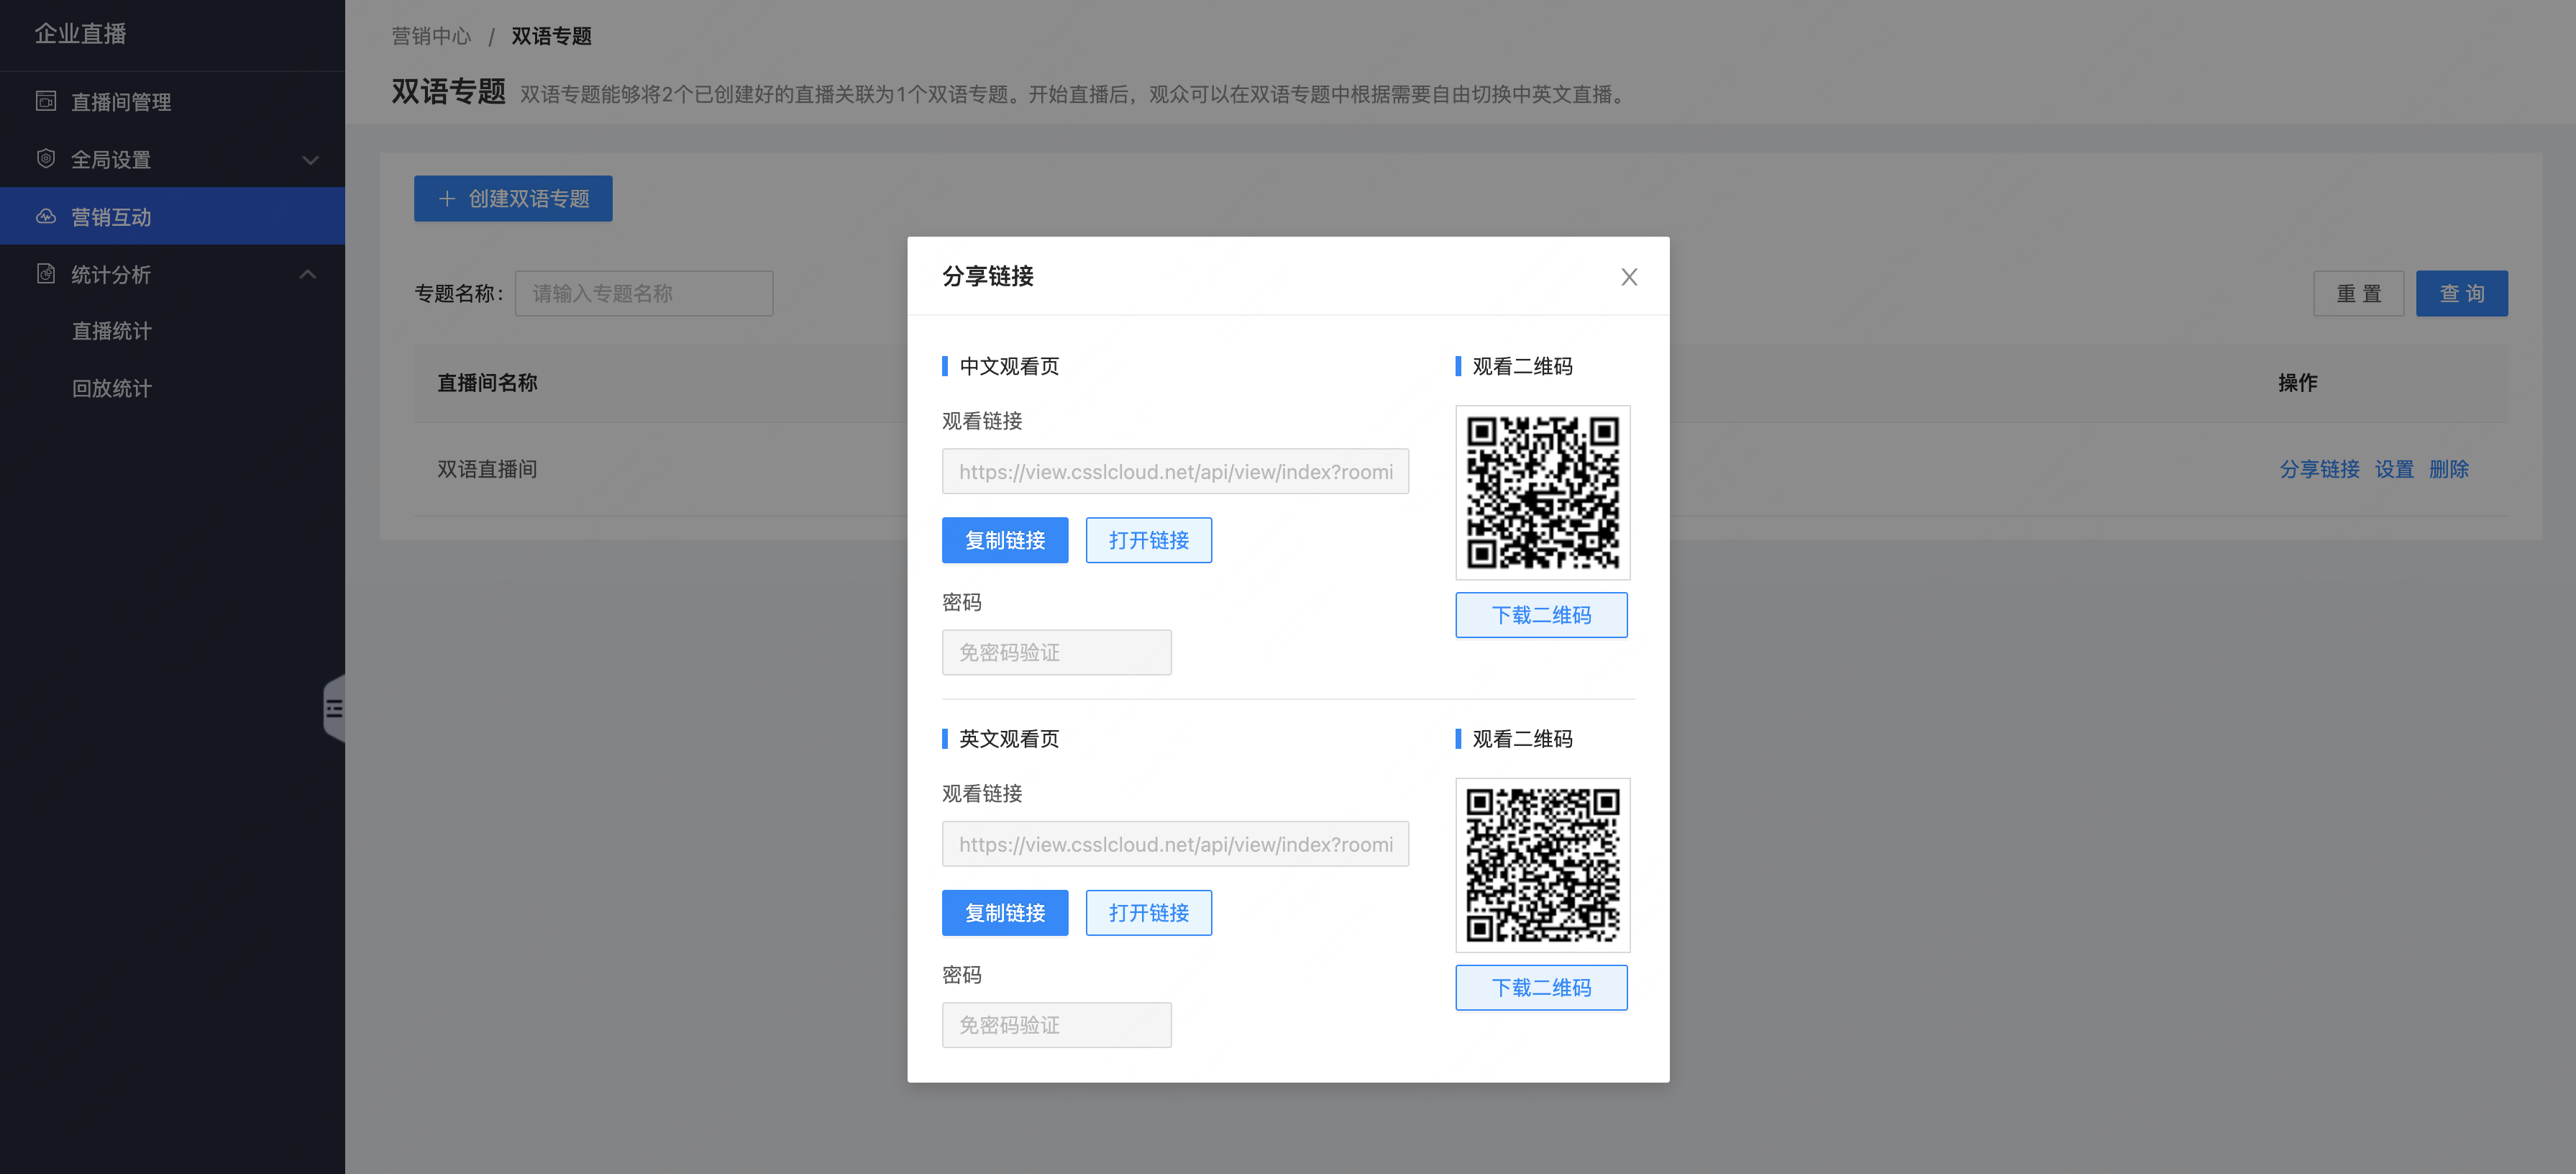 企业直播
直播间管理
全局设置
营销互动
统计分析
直播统计
回放统计
营销中心 / 双语专题
双语专题 双语专题能够将2个已创建好的直播关联为1个双语专题。开始直播后，观众可以在双语专题中根据需要自由切换中英文直播。
+ 创建双语专题
专题名称： 请输入专题名称
重 置 查 询
直播间名称 操作
双语直播间 分享链接 设置 删除
分享链接
中文观看页
观看链接
https://view.csslcloud.net/api/view/index?roomi
复制链接 打开链接
密码
免密码验证
观看二维码
下载二维码
英文观看页
观看链接
https://view.csslcloud.net/api/view/index?roomi
复制链接 打开链接
密码
免密码验证
观看二维码
下载二维码